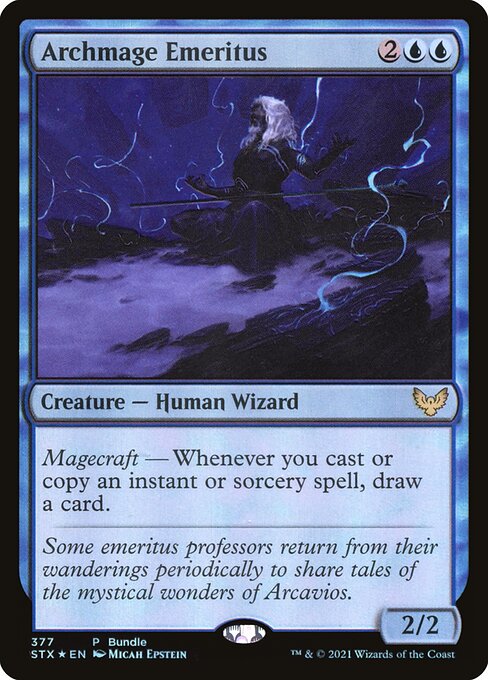 Archmage Emeritus 2
Creature — Human Wizard
Magecraft — Whenever you cast or
copy an instant or sorcery spell, draw
a card.
Some emeritus professors return from their
wanderings periodically to share tales of
the mystical wonders of Arcavios.
2/2
377 P Bundle
STX ★ EN Micah Epstein
™ & © 2021 Wizards of the Coast